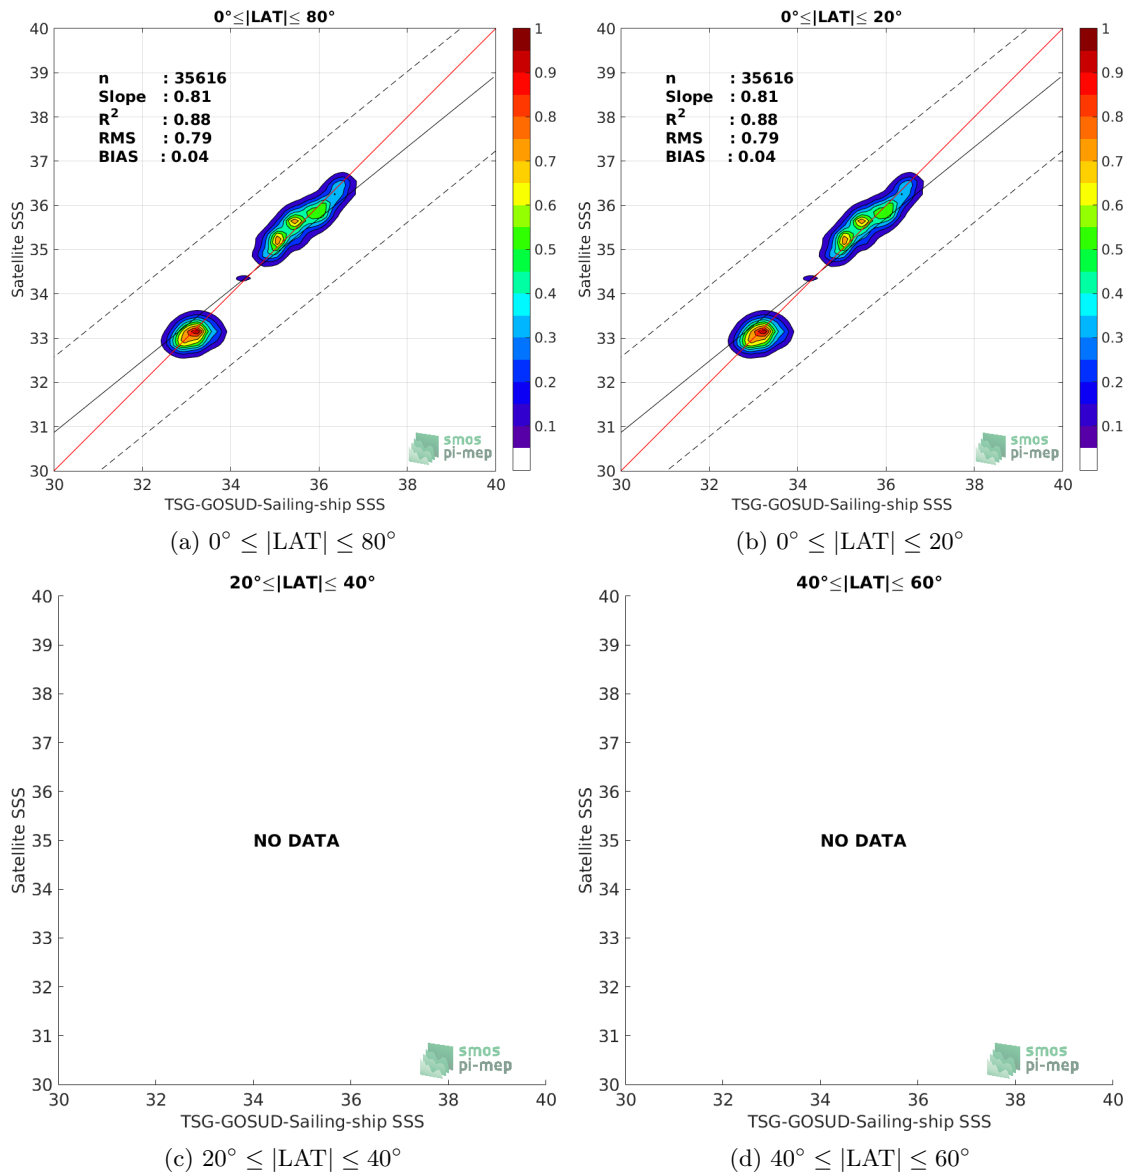 0°≤|LAT|≤ 80°
40
39
38
37
36
35
34
33
32
31
30
Satellite SSS
n : 35616
Slope : 0.81
R² : 0.88
RMS : 0.79
BIAS : 0.04
1
0.9
0.8
0.7
0.6
0.5
0.4
0.3
0.2
0.1
smos
pi-mep
30 32 34 36 38 40
TSG-GOSUD-Sailing-ship SSS
(a) 0° ≤ |LAT| ≤ 80°
0°≤|LAT|≤ 20°
40
39
38
37
36
35
34
33
32
31
30
Satellite SSS
n : 35616
Slope : 0.81
R² : 0.88
RMS : 0.79
BIAS : 0.04
1
0.9
0.8
0.7
0.6
0.5
0.4
0.3
0.2
0.1
smos
pi-mep
30 32 34 36 38 40
TSG-GOSUD-Sailing-ship SSS
(b) 0° ≤ |LAT| ≤ 20°
20°≤|LAT|≤ 40°
40
39
38
37
36
35
34
33
32
31
30
Satellite SSS
NO DATA
smos
pi-mep
30 32 34 36 38 40
TSG-GOSUD-Sailing-ship SSS
(c) 20° ≤ |LAT| ≤ 40°
40°≤|LAT|≤ 60°
40
39
38
37
36
35
34
33
32
31
30
Satellite SSS
NO DATA
smos
pi-mep
30 32 34 36 38 40
TSG-GOSUD-Sailing-ship SSS
(d) 40° ≤ |LAT| ≤ 60°